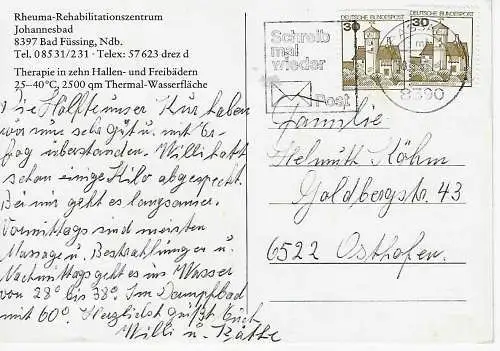 Rheuma-Rehabilitationszentrum
Johannesbad
8397 Bad Füssing, Ndb.
Tel. 08531/231 · Telex: 57623 drez d
Therapie in zehn Hallen- und Freibädern
25–40°C, 2500 qm Thermal-Wasserfläche
Die Hälfte unser Kur haben
wir nun sehr gut u. mit Er-
folg überstanden. Willi hat
schon einige Kilo abgespeckt.
Bei mir geht es langsamer.
Vormittags sind meisten
Massage u. Bestrahlungen u.
Nachmittags geht es ins Wasser
von 28° bis 38°. Im Dampfbad
mit 60°. Herzlichst grüßt Euch
Willi u. Käthe
Schreib
mal
wieder
Post
30 DEUTSCHE BUNDESPOST
30 DEUTSCHE BUNDESPOST
8390
Familie
Helmuth Köhm
Goldbergstr. 43
6522 Osthofen